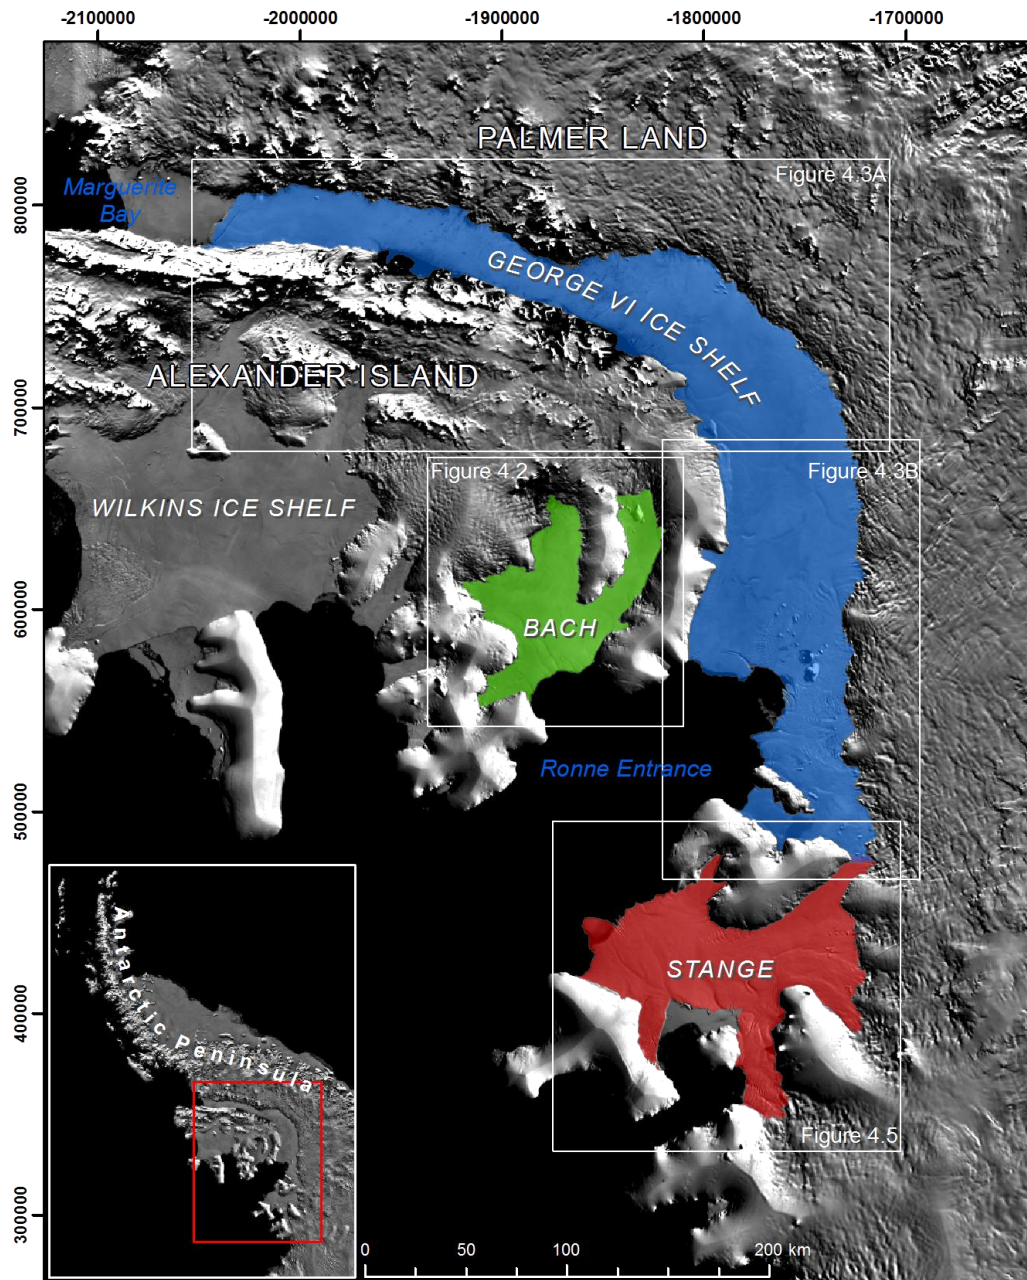 -2100000
-2000000
-1900000
-1800000
-1700000
PALMER LAND
Figure 4.3A
Marguerite
Bay
800000
GEORGE VI ICE SHELF
ALEXANDER ISLAND
700000
Figure 4.2
Figure 4.3B
WILKINS ICE SHELF
600000
BACH
Ronne Entrance
500000
Antarctic Peninsula
STANGE
400000
Figure 4.5
300000
0
50
100
200 km